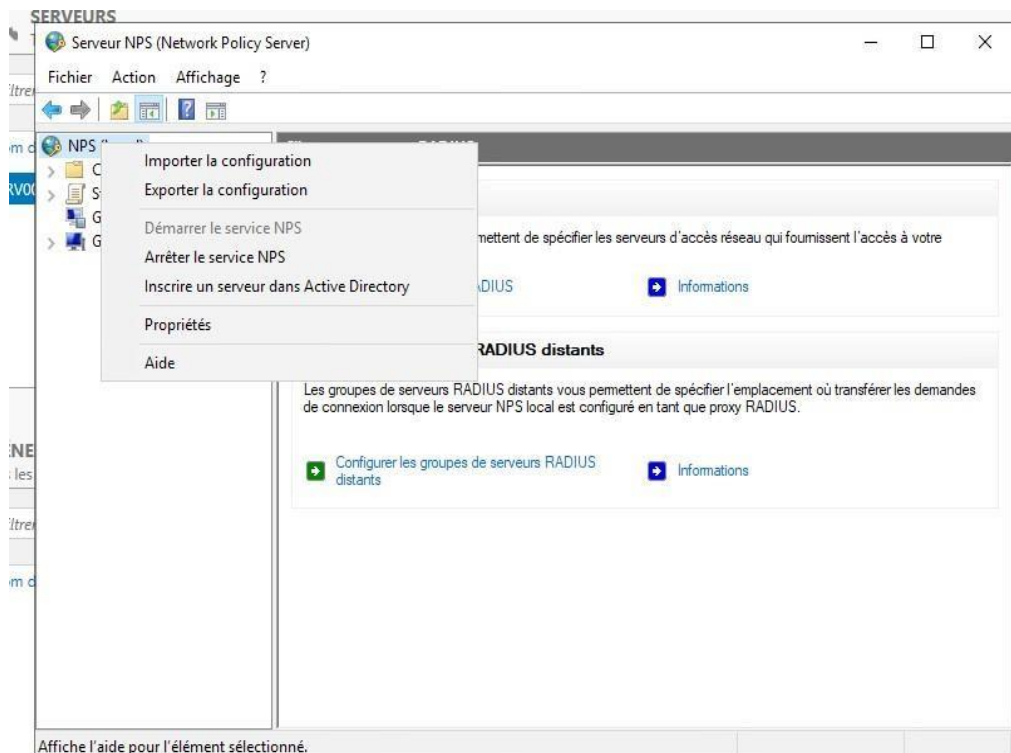 SERVEURS
Serveur NPS (Network Policy Server)
Fichier Action Affichage ?
NPS
Importer la configuration
Exporter la configuration
Démarrer le service NPS
Arrêter le service NPS
Inscrire un serveur dans Active Directory
Propriétés
Aide
mettent de spécifier les serveurs d'accès réseau qui fournissent l'accès à votre
Informations
RADIUS distants
Les groupes de serveurs RADIUS distants vous permettent de spécifier l'emplacement où transférer les demandes
de connexion lorsque le serveur NPS local est configuré en tant que proxy RADIUS.
Configurer les groupes de serveurs RADIUS
distants
Informations
les
Affiche l'aide pour l'élément sélectionné.